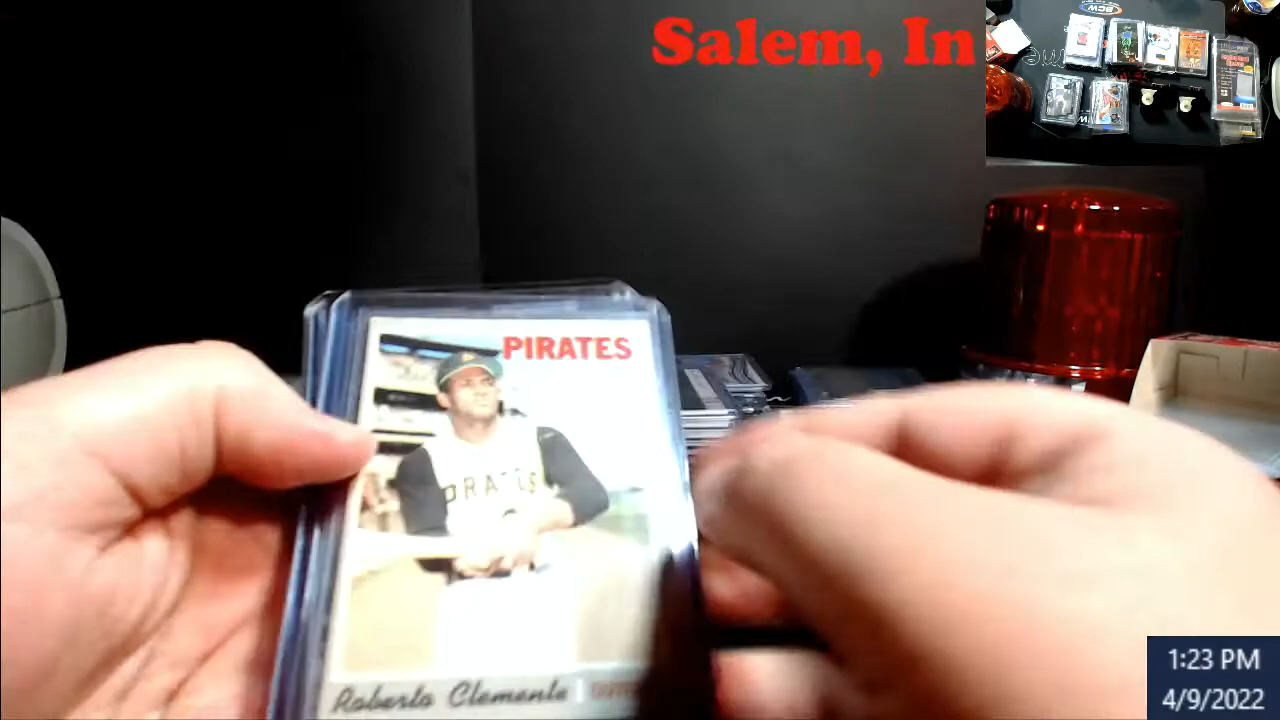 Salem, In
PIRATES
PIRATES
Roberto Clemente
1:23 PM
4/9/2022